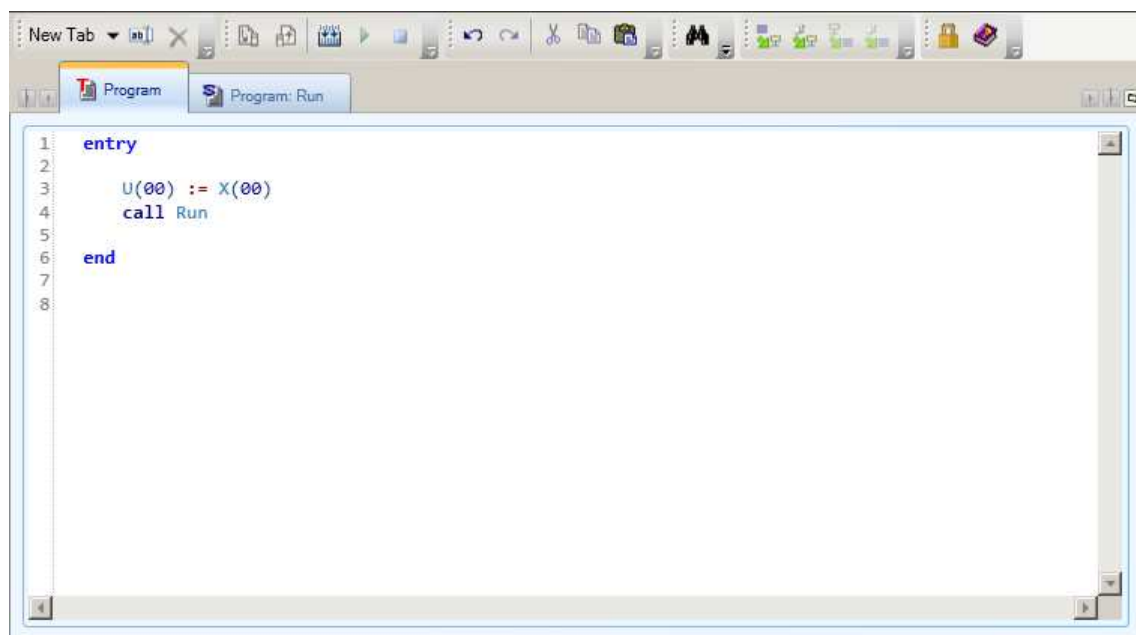 New Tab
Program
Program: Run
1 entry
2
3 U(00) := X(00)
4 call Run
5
6 end
7
8